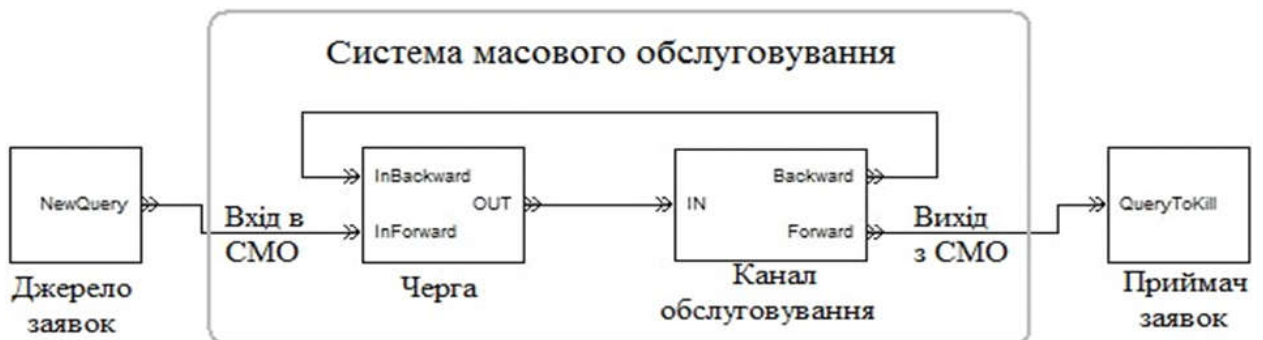 Система масового обслуговування
NewQuery
Вхід в
СМО
Джерело
заявок
InBackward
OUT
InForward
Черга
Backward
IN
Forward
Канал
обслуговування
Вихід
з СМО
QueryToKill
Приймач
заявок